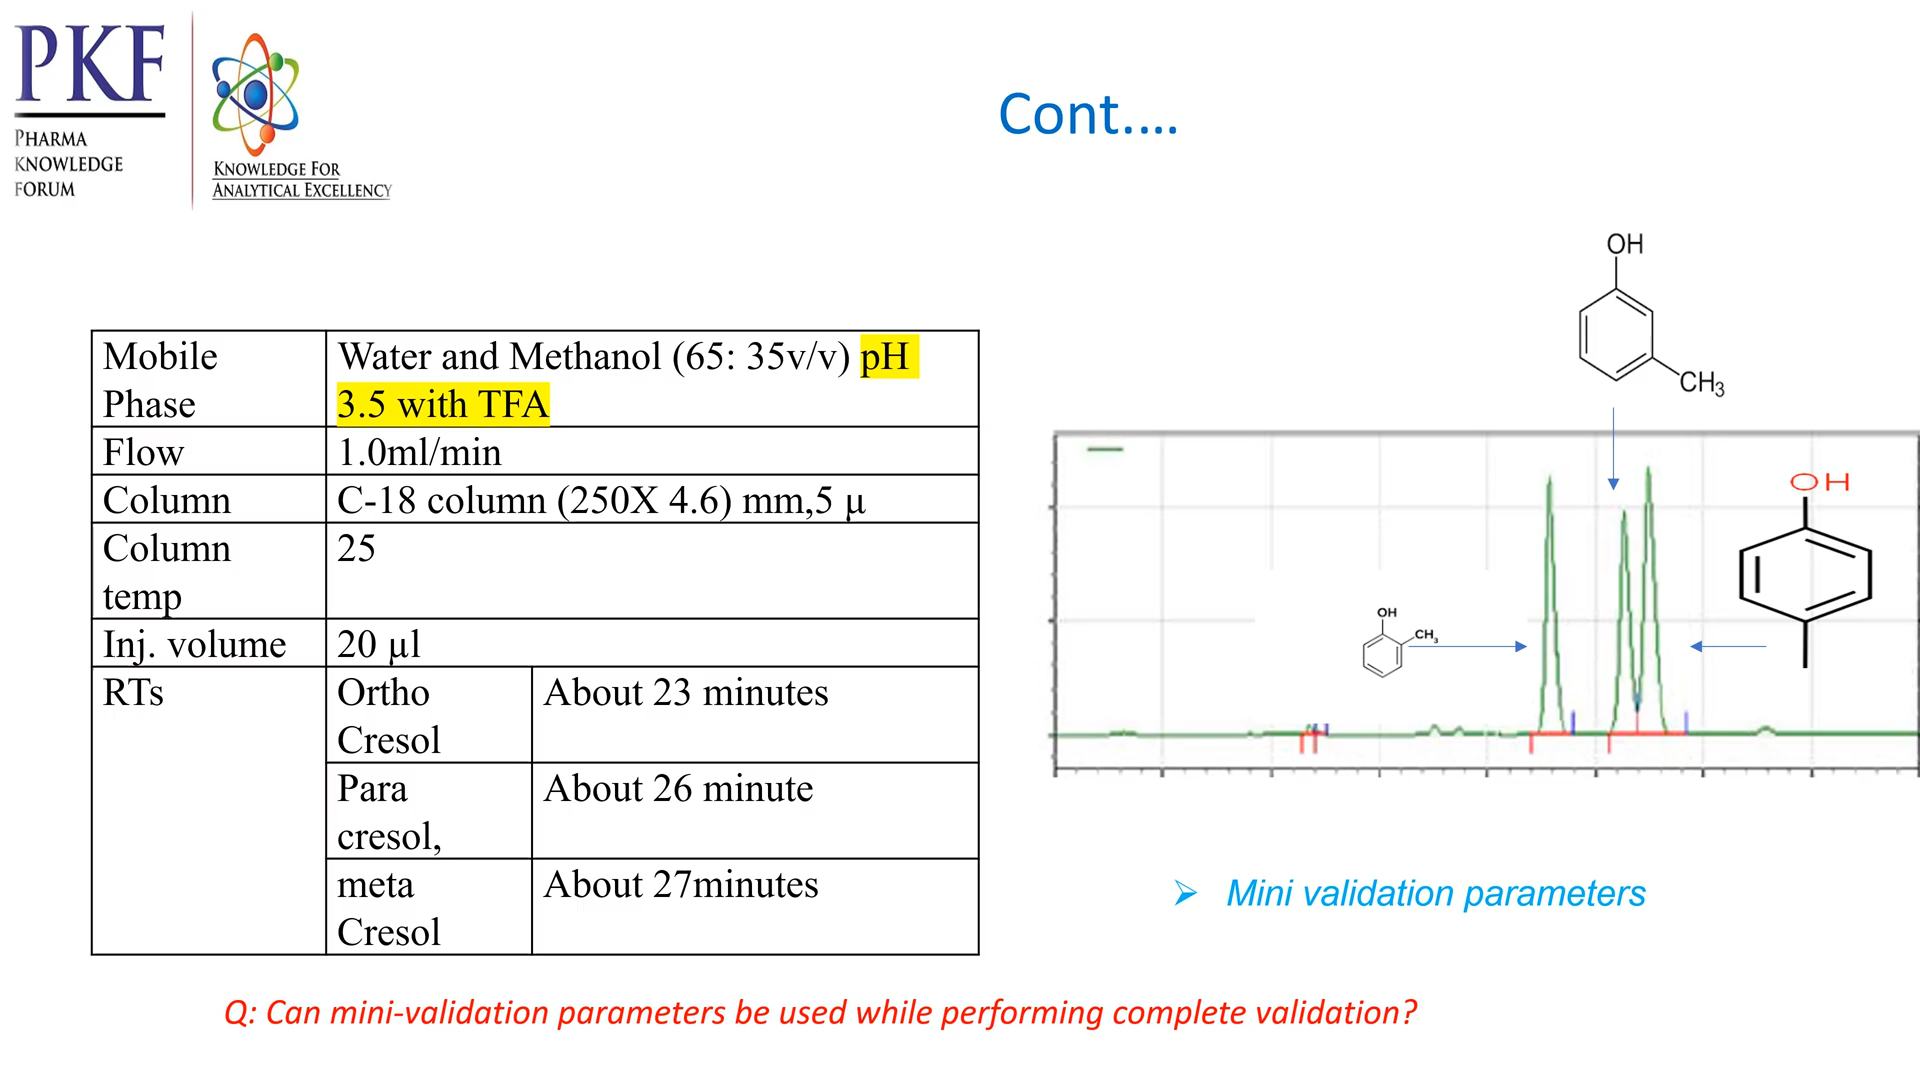 PKF
PHARMA
KNOWLEDGE
FORUM
KNOWLEDGE FOR
ANALYTICAL EXCELLENCY
Cont.…
Mobile
Phase
Water and Methanol (65: 35v/v) pH
3.5 with TFA
Flow
1.0ml/min
Column
C-18 column (250X 4.6) mm,5 µ
Column
temp
25
Inj. volume
20 µl
RTs
Ortho
Cresol
About 23 minutes
Para
cresol,
About 26 minute
meta
Cresol
About 27minutes
OH
CH3
OH
OH
CH3
➢ Mini validation parameters
Q: Can mini-validation parameters be used while performing complete validation?